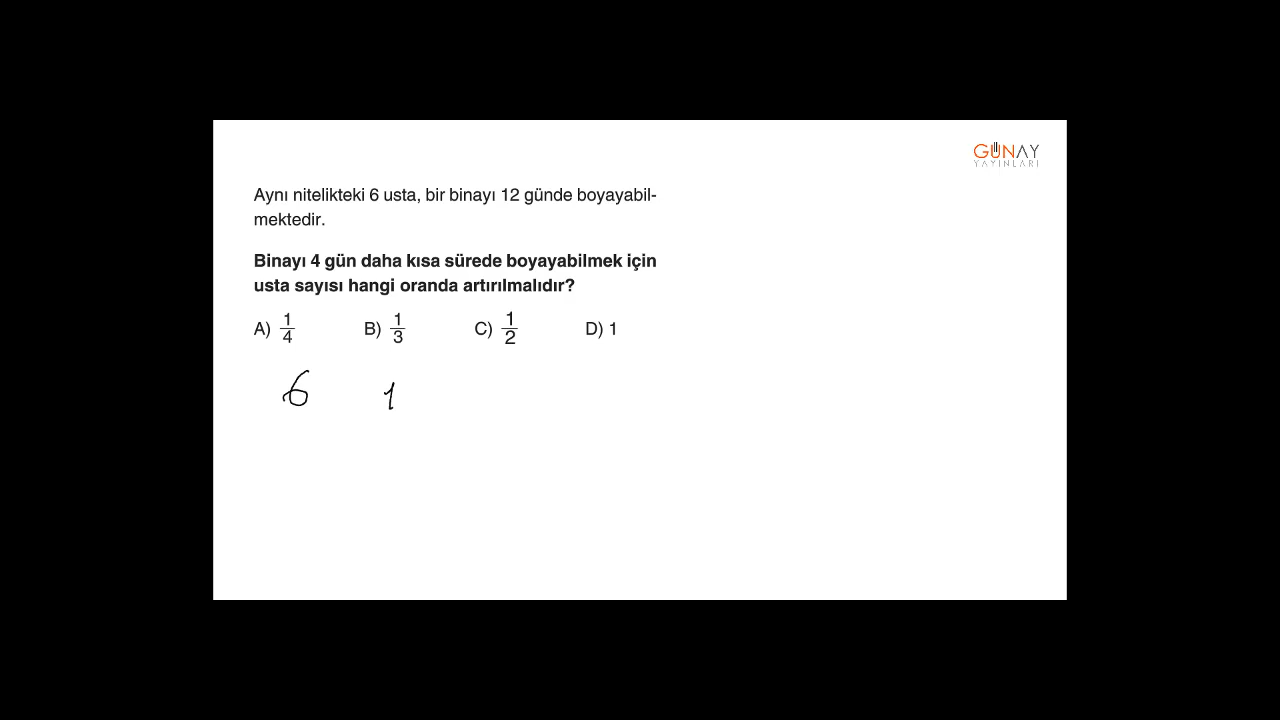 GÜNAY
YAYINLARI
Aynı nitelikteki 6 usta, bir binayı 12 günde boyayabil-
mektedir.
Binayı 4 gün daha kısa sürede boyayabilmek için
usta sayısı hangi oranda artırılmalıdır?
A) 1/4 B) 1/3 C) 1/2 D) 1
6 1